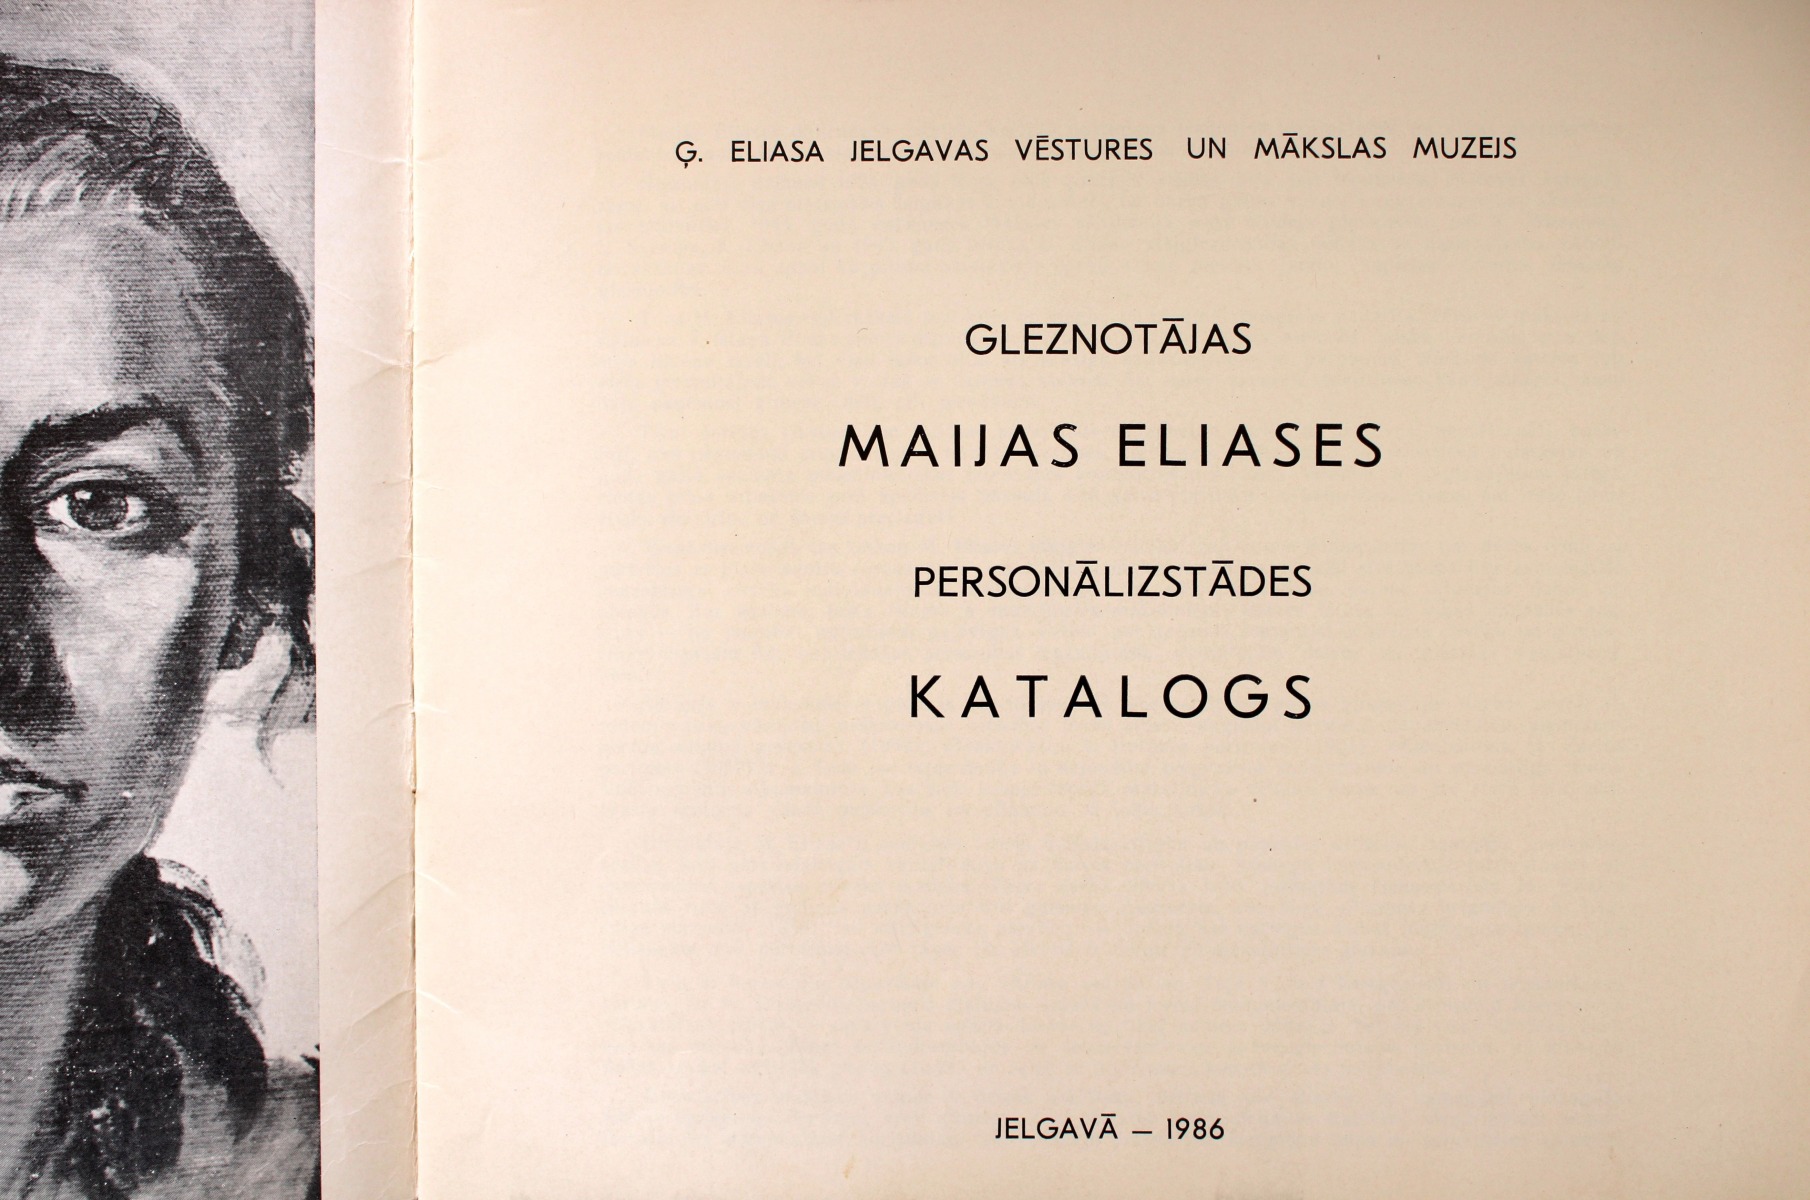 Ģ. ELIASA JELGAVAS VĒSTURES UN MĀKSLAS MUZEJS
GLEZNOTĀJAS
MAIJAS ELIASES
PERSONĀLIZSTĀDES
KATALOGS
JELGAVĀ — 1986